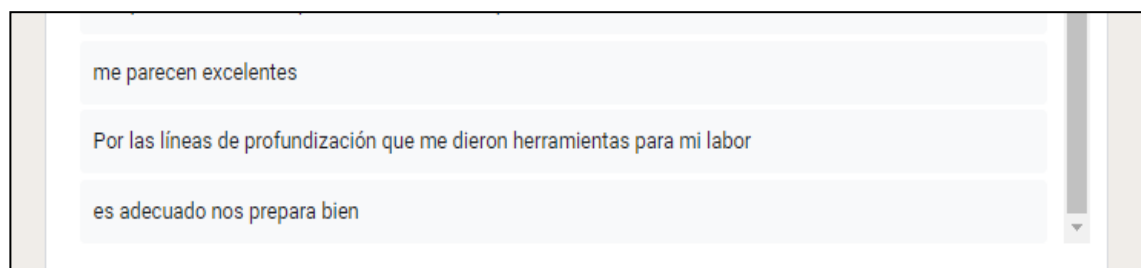 me parecen excelentes
Por las líneas de profundización que me dieron herramientas para mi labor
es adecuado nos prepara bien